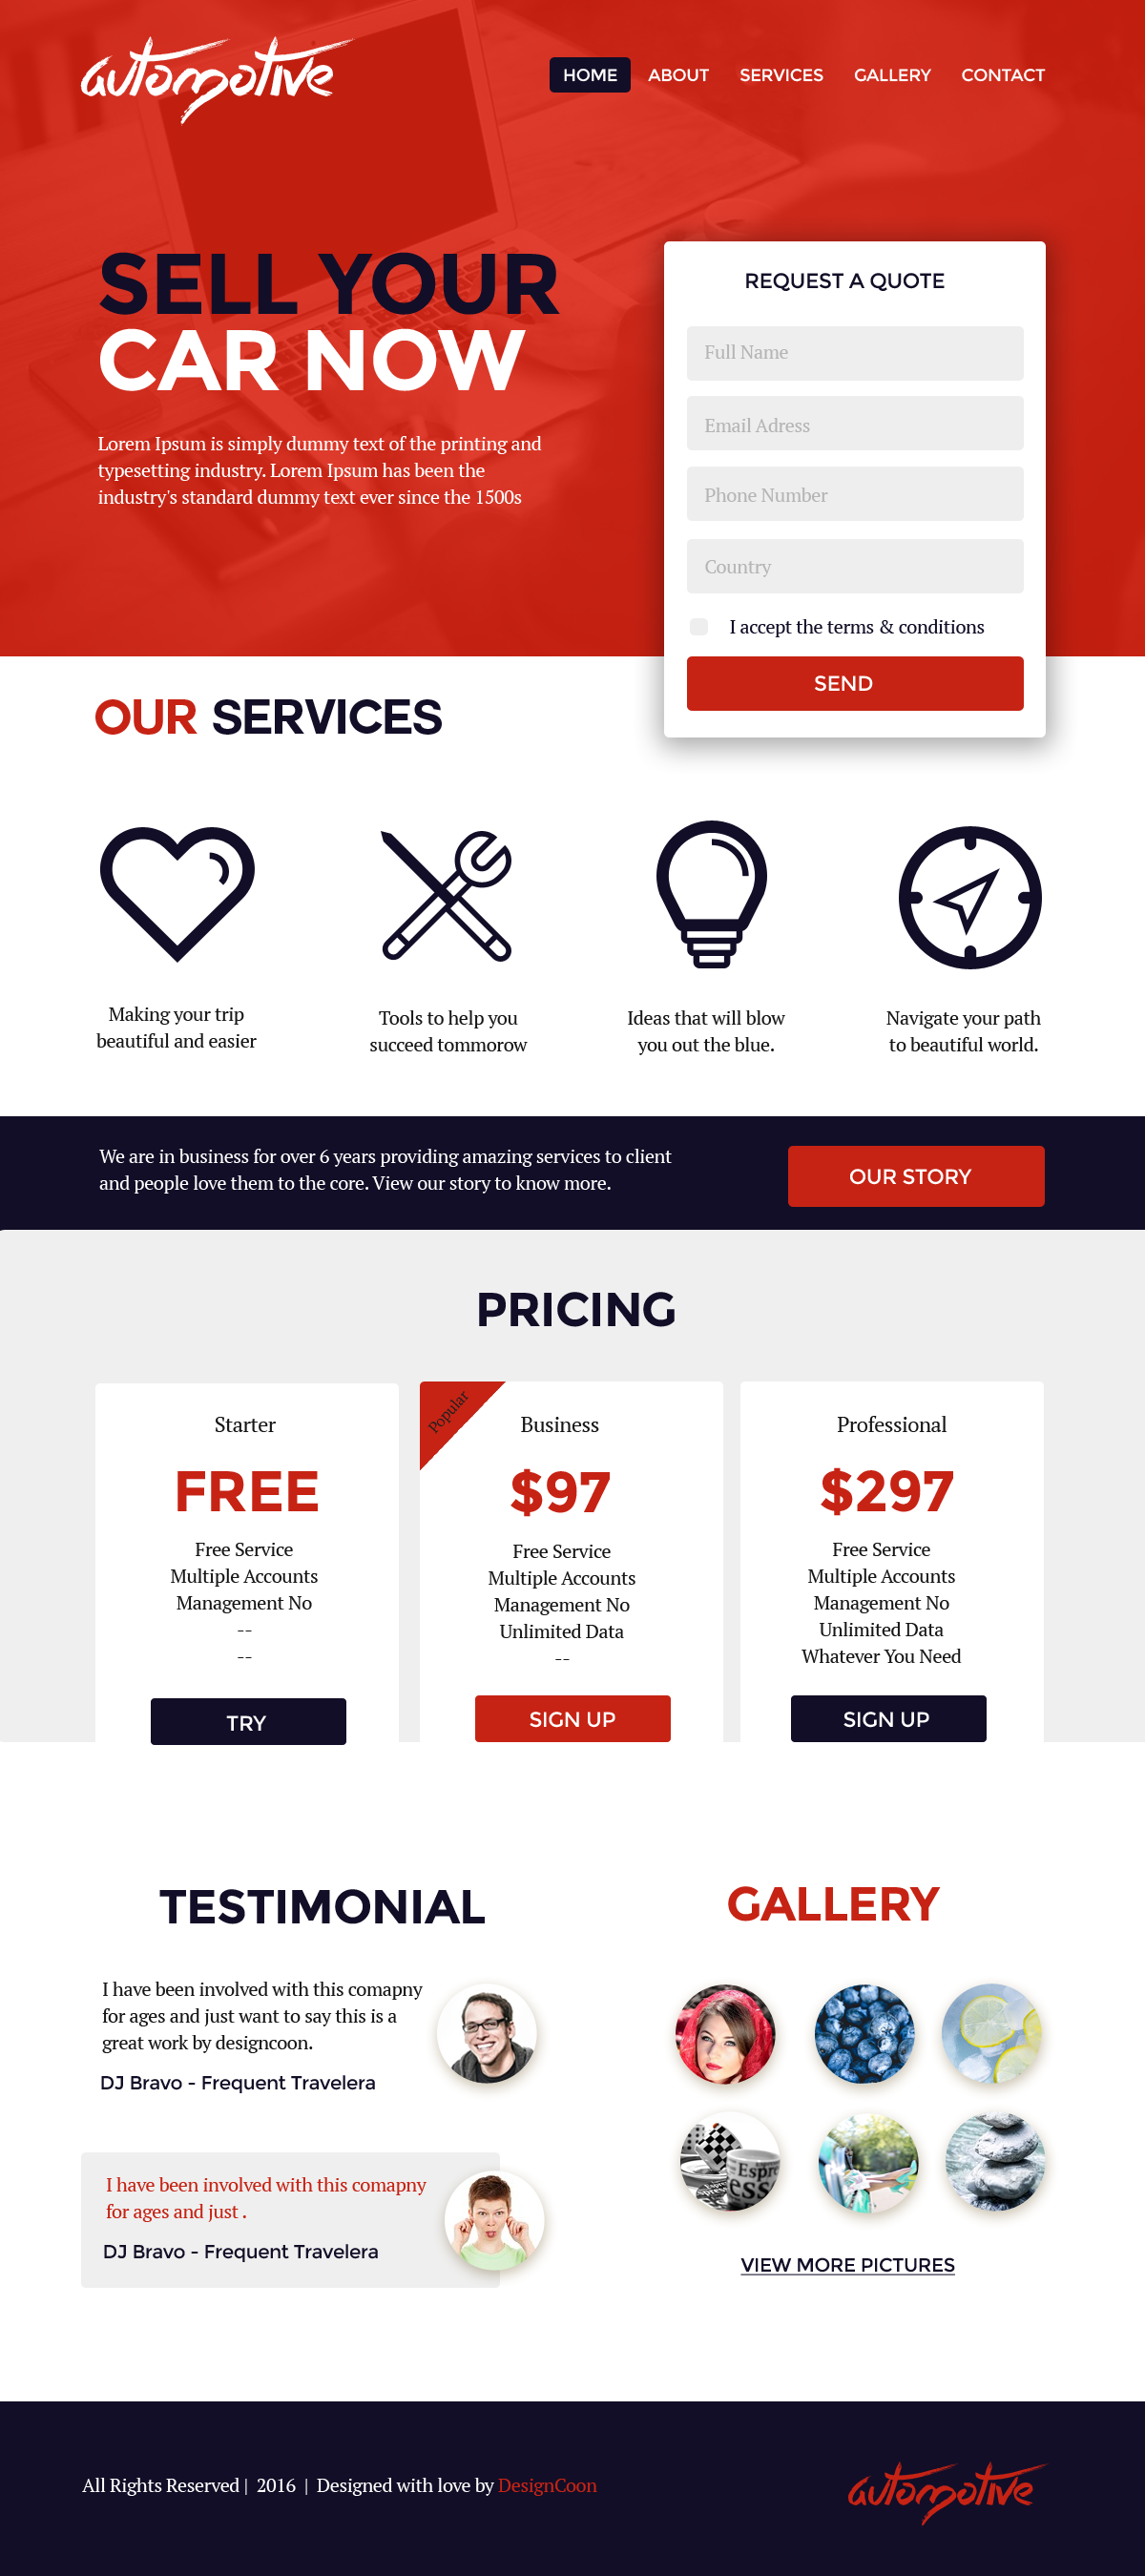 automotive
HOME ABOUT SERVICES GALLERY CONTACT
SELL YOUR
CAR NOW
Lorem Ipsum is simply dummy text of the printing and
typesetting industry. Lorem Ipsum has been the
industry's standard dummy text ever since the 1500s
REQUEST A QUOTE
Full Name
Email Adress
Phone Number
Country
I accept the terms & conditions
SEND
OUR SERVICES
Making your trip
beautiful and easier
Tools to help you
succeed tommorow
Ideas that will blow
you out the blue.
Navigate your path
to beautiful world.
We are in business for over 6 years providing amazing services to client
and people love them to the core. View our story to know more.
OUR STORY
PRICING
Starter
FREE
Free Service
Multiple Accounts
Management No
--
--
TRY
Popular
Business
$97
Free Service
Multiple Accounts
Management No
Unlimited Data
--
SIGN UP
Professional
$297
Free Service
Multiple Accounts
Management No
Unlimited Data
Whatever You Need
SIGN UP
TESTIMONIAL
I have been involved with this comapny
for ages and just want to say this is a
great work by designcoon.
DJ Bravo - Frequent Travelera
I have been involved with this comapny
for ages and just .
DJ Bravo - Frequent Travelera
GALLERY
Espre
ess
VIEW MORE PICTURES
All Rights Reserved | 2016 | Designed with love by DesignCoon
automotive